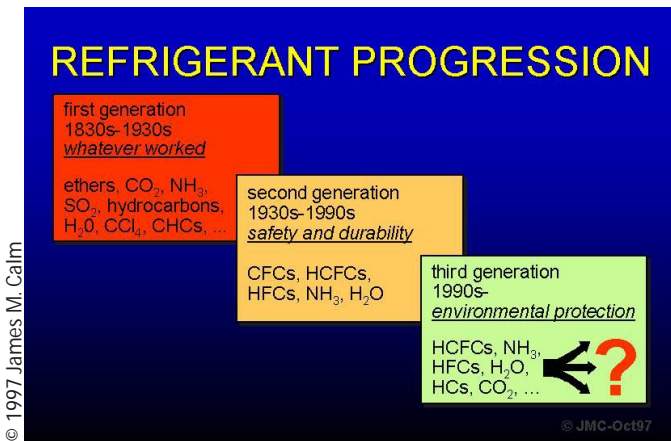 REFRIGERANT PROGRESSION
first generation
1830s-1930s
whatever worked
ethers, CO₂, NH₃,
SO₂, hydrocarbons,
H₂0, CCl₄, CHCs, ...
second generation
1930s-1990s
safety and durability
CFCs, HCFCs,
HFCs, NH₃, H₂O
third generation
1990s-
environmental protection
HCFCs, NH₃,
HFCs, H₂O,
HCs, CO₂, ...
?
© JMC-Oct97
© 1997 James M. Calm